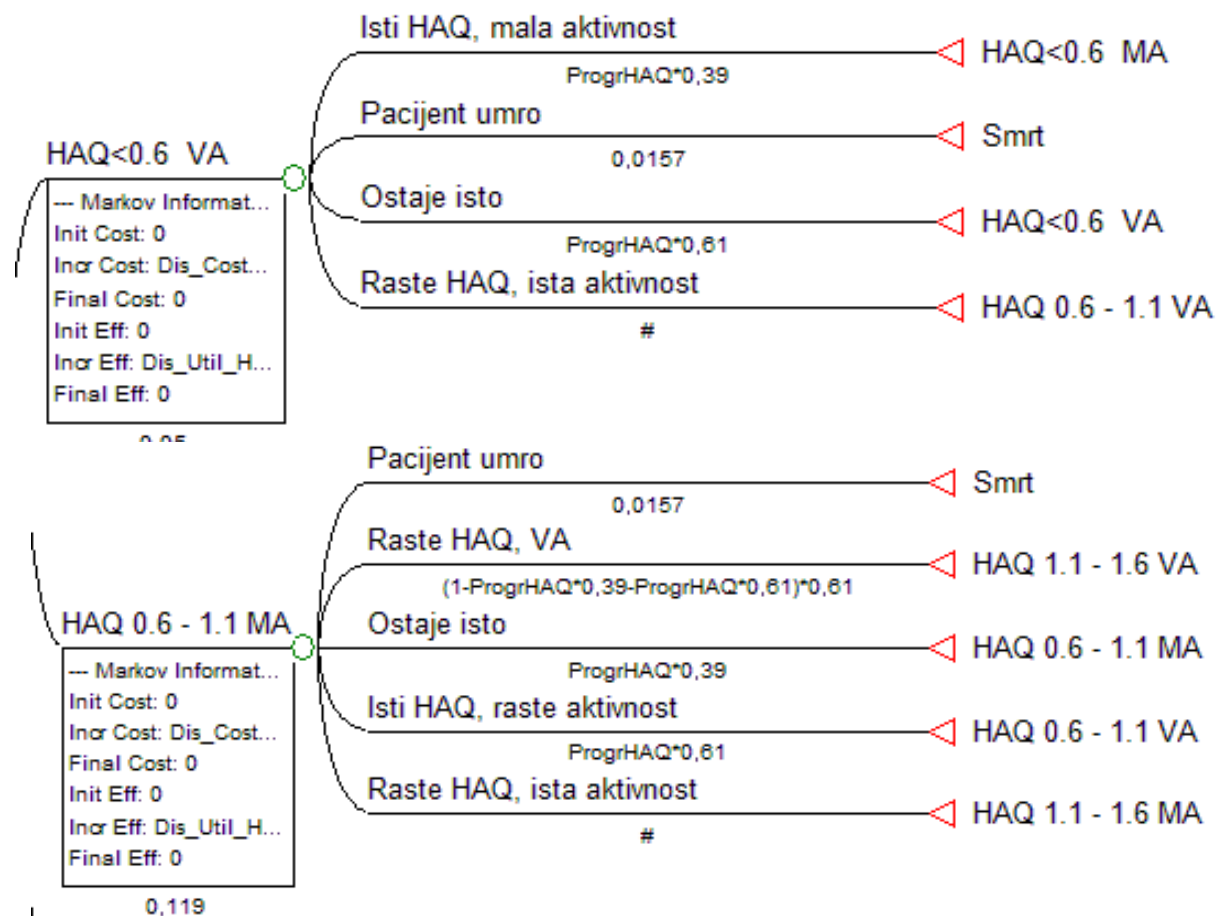 Isti HAQ, mala aktivnost
ProgrHAQ*0,39
HAQ<0.6 MA
Pacijent umro
0,0157
Smrt
HAQ<0.6 VA
--- Markov Informat...
Init Cost: 0
Incr Cost: Dis_Cost...
Final Cost: 0
Init Eff: 0
Incr Eff: Dis_Util_H...
Final Eff: 0
Ostaje isto
ProgrHAQ*0,61
HAQ<0.6 VA
Raste HAQ, ista aktivnost
#
HAQ 0.6 - 1.1 VA
Pacijent umro
0,0157
Smrt
Raste HAQ, VA
(1-ProgrHAQ*0,39-ProgrHAQ*0,61)*0,61
HAQ 1.1 - 1.6 VA
HAQ 0.6 - 1.1 MA
--- Markov Informat...
Init Cost: 0
Incr Cost: Dis_Cost...
Final Cost: 0
Init Eff: 0
Incr Eff: Dis_Util_H...
Final Eff: 0
0,119
Ostaje isto
ProgrHAQ*0,39
HAQ 0.6 - 1.1 MA
Isti HAQ, raste aktivnost
ProgrHAQ*0,61
HAQ 0.6 - 1.1 VA
Raste HAQ, ista aktivnost
#
HAQ 1.1 - 1.6 MA